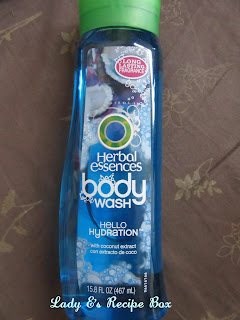 LONG
LASTING
FRAGRANCE
Herbal
essences
body
WASH
HELLO
HYDRATION
with coconut extract
con extracto de coco
15.8 FL OZ (467 mL)
Lady E's Recipe Box